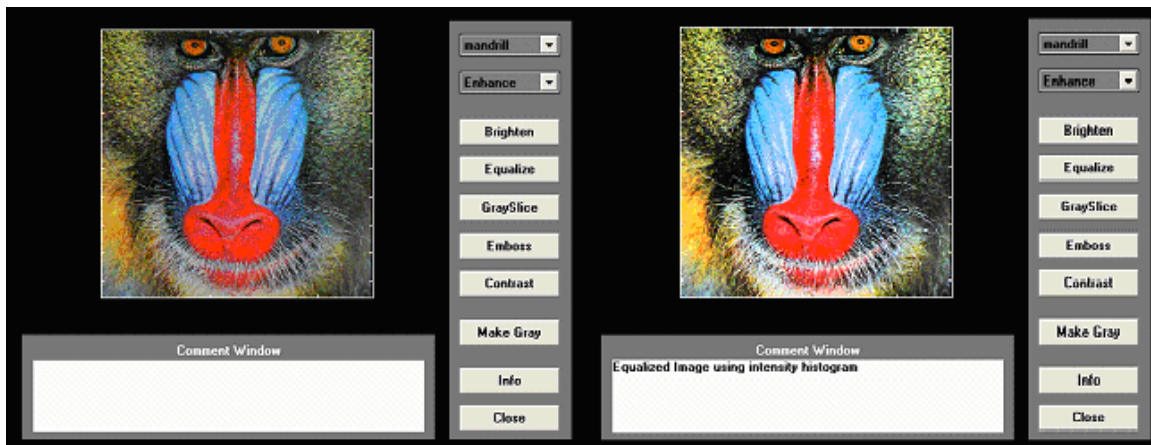 mandrill
Enhance
Brighten
Equalize
GraySlice
Emboss
Contrast
Make Gray
Info
Close
Comment Window
mandrill
Enhance
Brighten
Equalize
GraySlice
Emboss
Contrast
Make Gray
Info
Close
Comment Window
Equalized Image using intensity histogram